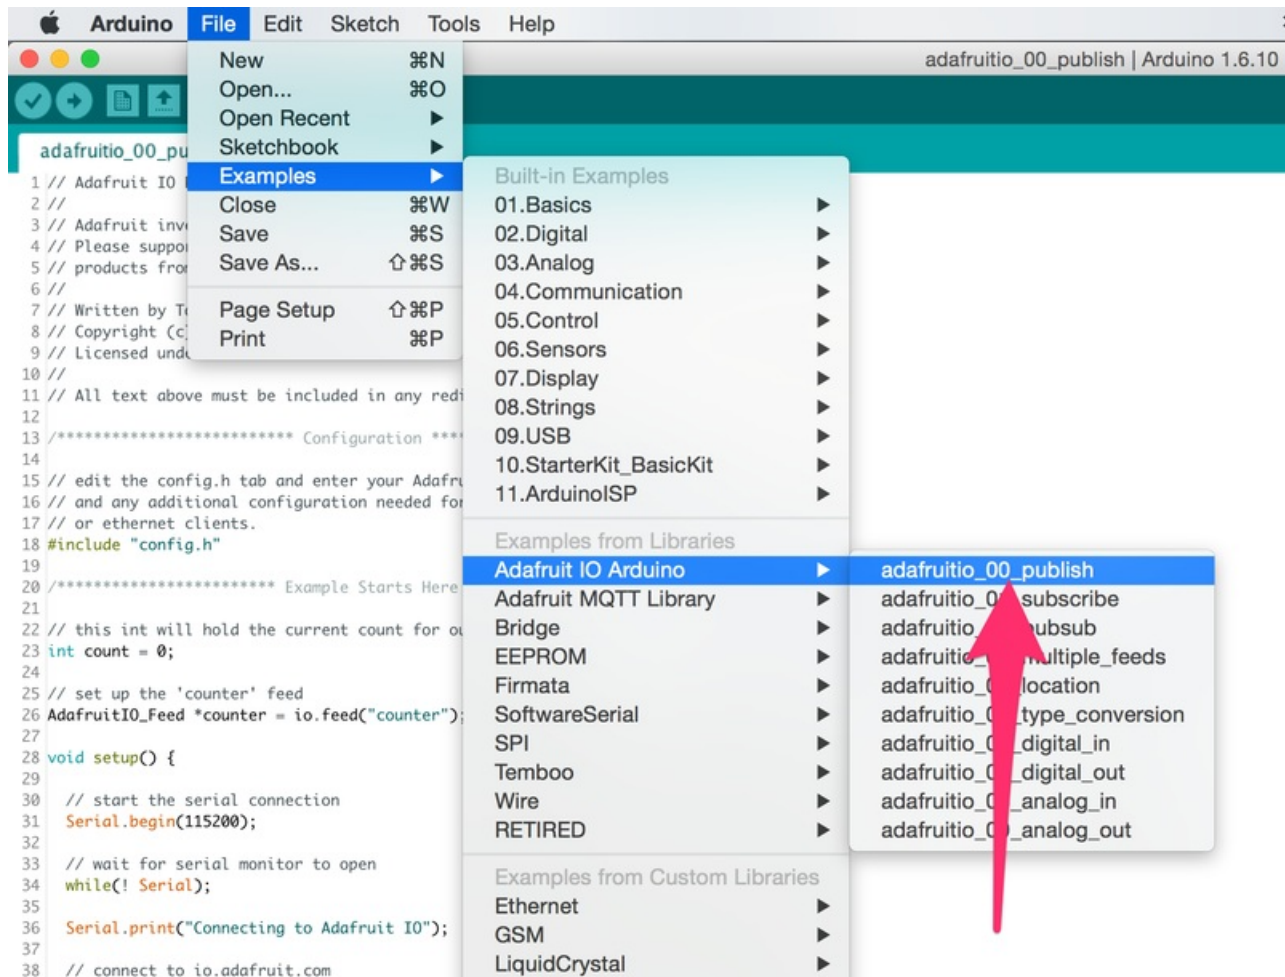 Arduino File Edit Sketch Tools Help
adafruitio_00_publish | Arduino 1.6.10
New ⌘N
Open... ⌘O
Open Recent ▶
Sketchbook ▶
Examples ▶
Close ⌘W
Save ⌘S
Save As... ⇧⌘S
Page Setup ⇧⌘P
Print ⌘P
Built-in Examples
01.Basics ▶
02.Digital ▶
03.Analog ▶
04.Communication ▶
05.Control ▶
06.Sensors ▶
07.Display ▶
08.Strings ▶
09.USB ▶
10.StarterKit_BasicKit ▶
11.ArduinoISP ▶
Examples from Libraries
Adafruit IO Arduino ▶
Adafruit MQTT Library ▶
Bridge ▶
EEPROM ▶
Firmata ▶
SoftwareSerial ▶
SPI ▶
Temboo ▶
Wire ▶
RETIRED ▶
Examples from Custom Libraries
Ethernet ▶
GSM ▶
LiquidCrystal ▶
adafruitio_00_publish
subscribe
pubsub
multiple_feeds
location
type_conversion
digital_in
digital_out
analog_in
analog_out
adafruitio_00_pu
1 // Adafruit IO
2 //
3 // Adafruit inve
4 // Please suppor
5 // products from
6 //
7 // Written by To
8 // Copyright (c)
9 // Licensed unde
10 //
11 // All text above must be included in any redi
12
13 /************************** Configuration ****
14
15 // edit the config.h tab and enter your Adafru
16 // and any additional configuration needed for
17 // or ethernet clients.
18 #include "config.h"
19
20 /************************ Example Starts Here
21
22 // this int will hold the current count for ou
23 int count = 0;
24
25 // set up the 'counter' feed
26 AdafruitIO_Feed *counter = io.feed("counter");
27
28 void setup() {
29
30 // start the serial connection
31 Serial.begin(115200);
32
33 // wait for serial monitor to open
34 while(! Serial);
35
36 Serial.print("Connecting to Adafruit IO");
37
38 // connect to io.adafruit.com